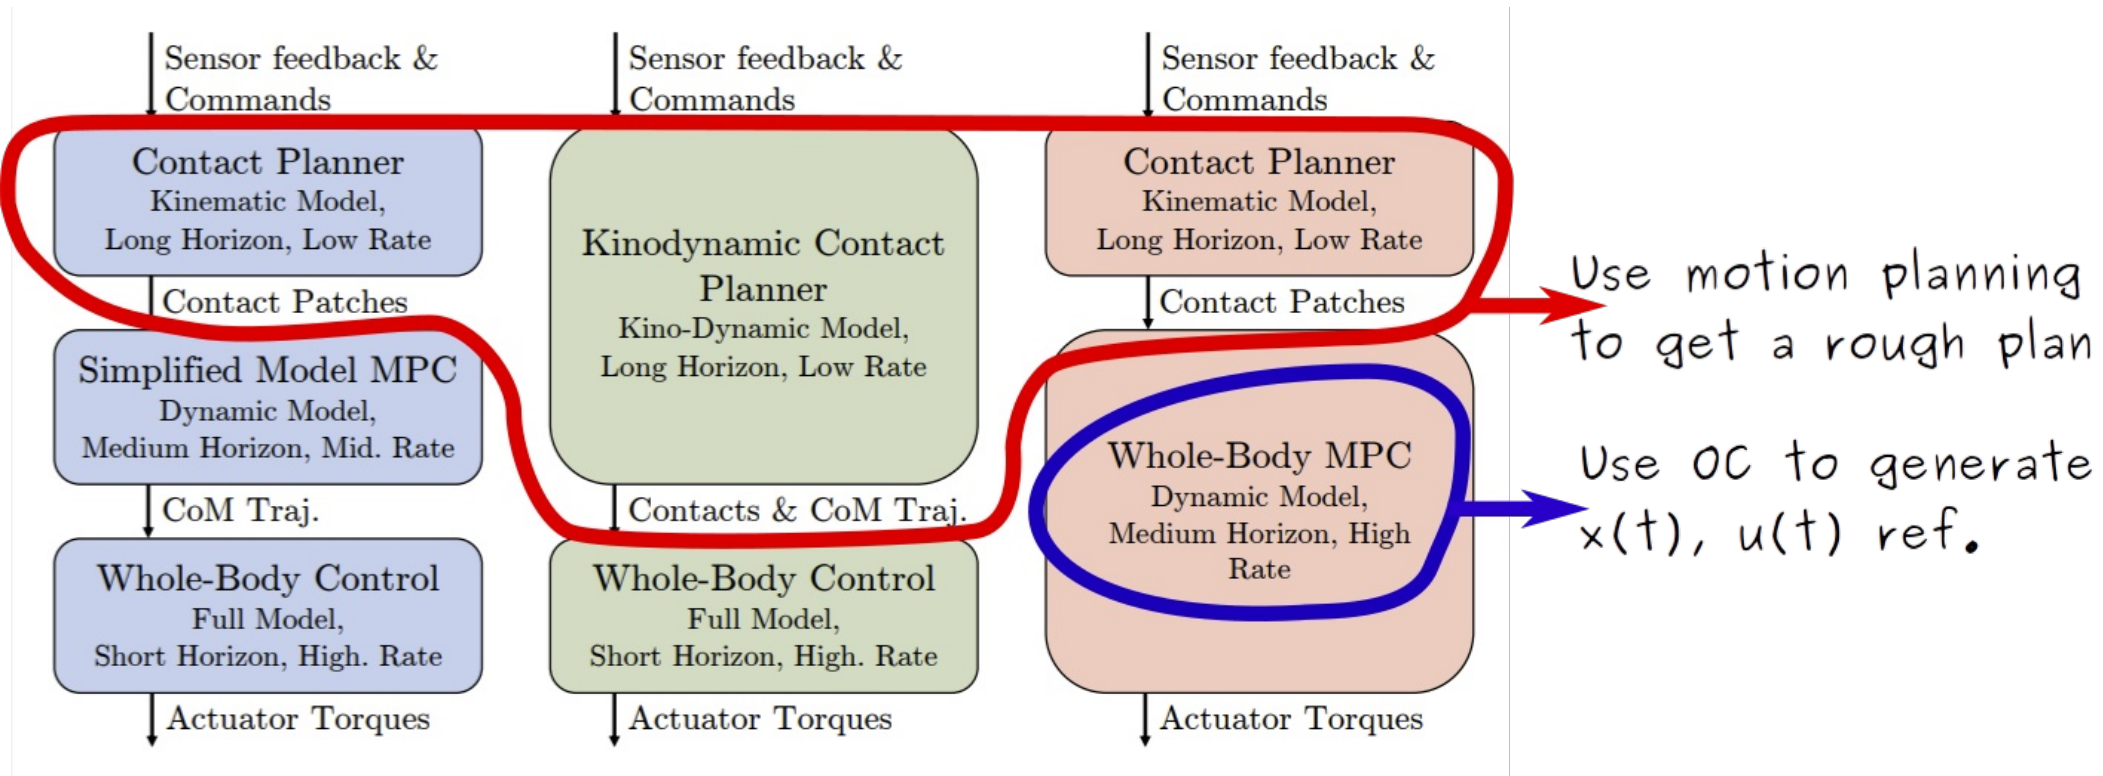 Sensor feedback &
Commands
Contact Planner
Kinematic Model,
Long Horizon, Low Rate
Contact Patches
Simplified Model MPC
Dynamic Model,
Medium Horizon, Mid. Rate
CoM Traj.
Whole-Body Control
Full Model,
Short Horizon, High. Rate
Actuator Torques
Sensor feedback &
Commands
Kinodynamic Contact
Planner
Kino-Dynamic Model,
Long Horizon, Low Rate
Contacts & CoM Traj.
Whole-Body Control
Full Model,
Short Horizon, High. Rate
Actuator Torques
Sensor feedback &
Commands
Contact Planner
Kinematic Model,
Long Horizon, Low Rate
Contact Patches
Whole-Body MPC
Dynamic Model,
Medium Horizon, High
Rate
Actuator Torques
Use motion planning
to get a rough plan
Use OC to generate
x(t), u(t) ref.